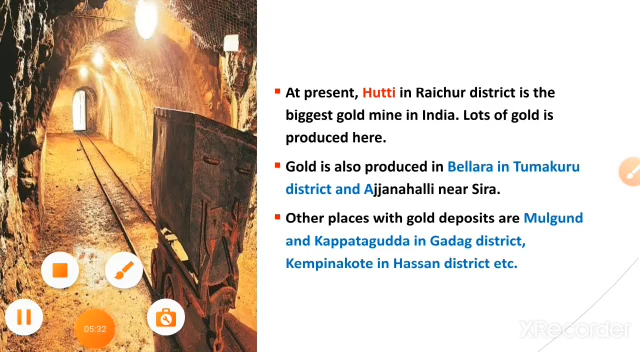 At present, Hutti in Raichur district is the
biggest gold mine in India. Lots of gold is
produced here.
Gold is also produced in Bellara in Tumakuru
district and Ajjanahalli near Sira.
Other places with gold deposits are Mulgund
and Kappatagudda in Gadag district,
Kempinakote in Hassan district etc.
05:32
XRecorder